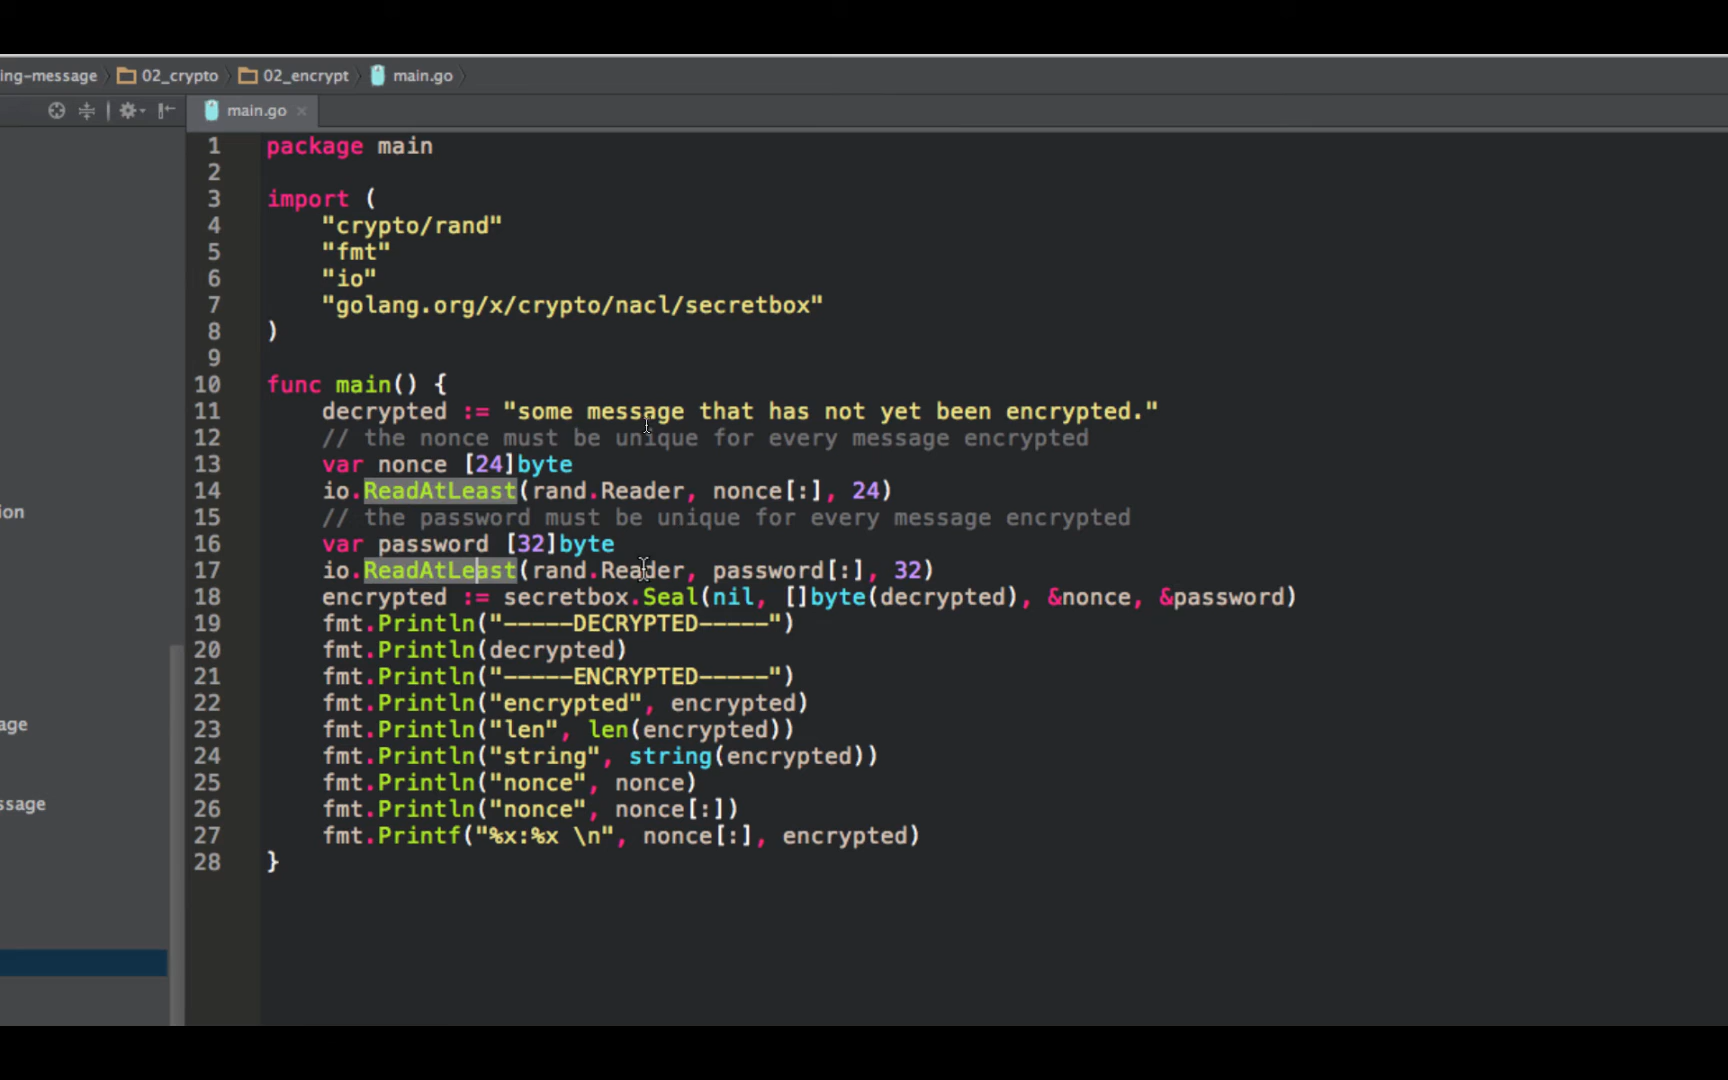 ing-message 02_crypto 02_encrypt main.go
main.go
1 package main
2
3 import (
4 "crypto/rand"
5 "fmt"
6 "io"
7 "golang.org/x/crypto/nacl/secretbox"
8 )
9
10 func main() {
11 decrypted := "some message that has not yet been encrypted."
12 // the nonce must be unique for every message encrypted
13 var nonce [24]byte
14 io.ReadAtLeast(rand.Reader, nonce[:], 24)
15 // the password must be unique for every message encrypted
16 var password [32]byte
17 io.ReadAtLeast(rand.Reader, password[:], 32)
18 encrypted := secretbox.Seal(nil, []byte(decrypted), &nonce, &password)
19 fmt.Println("-----DECRYPTED-----")
20 fmt.Println(decrypted)
21 fmt.Println("-----ENCRYPTED-----")
22 fmt.Println("encrypted", encrypted)
23 fmt.Println("len", len(encrypted))
24 fmt.Println("string", string(encrypted))
25 fmt.Println("nonce", nonce)
26 fmt.Println("nonce", nonce[:])
27 fmt.Printf("%x:%x \n", nonce[:], encrypted)
28 }
ion
age
ssage